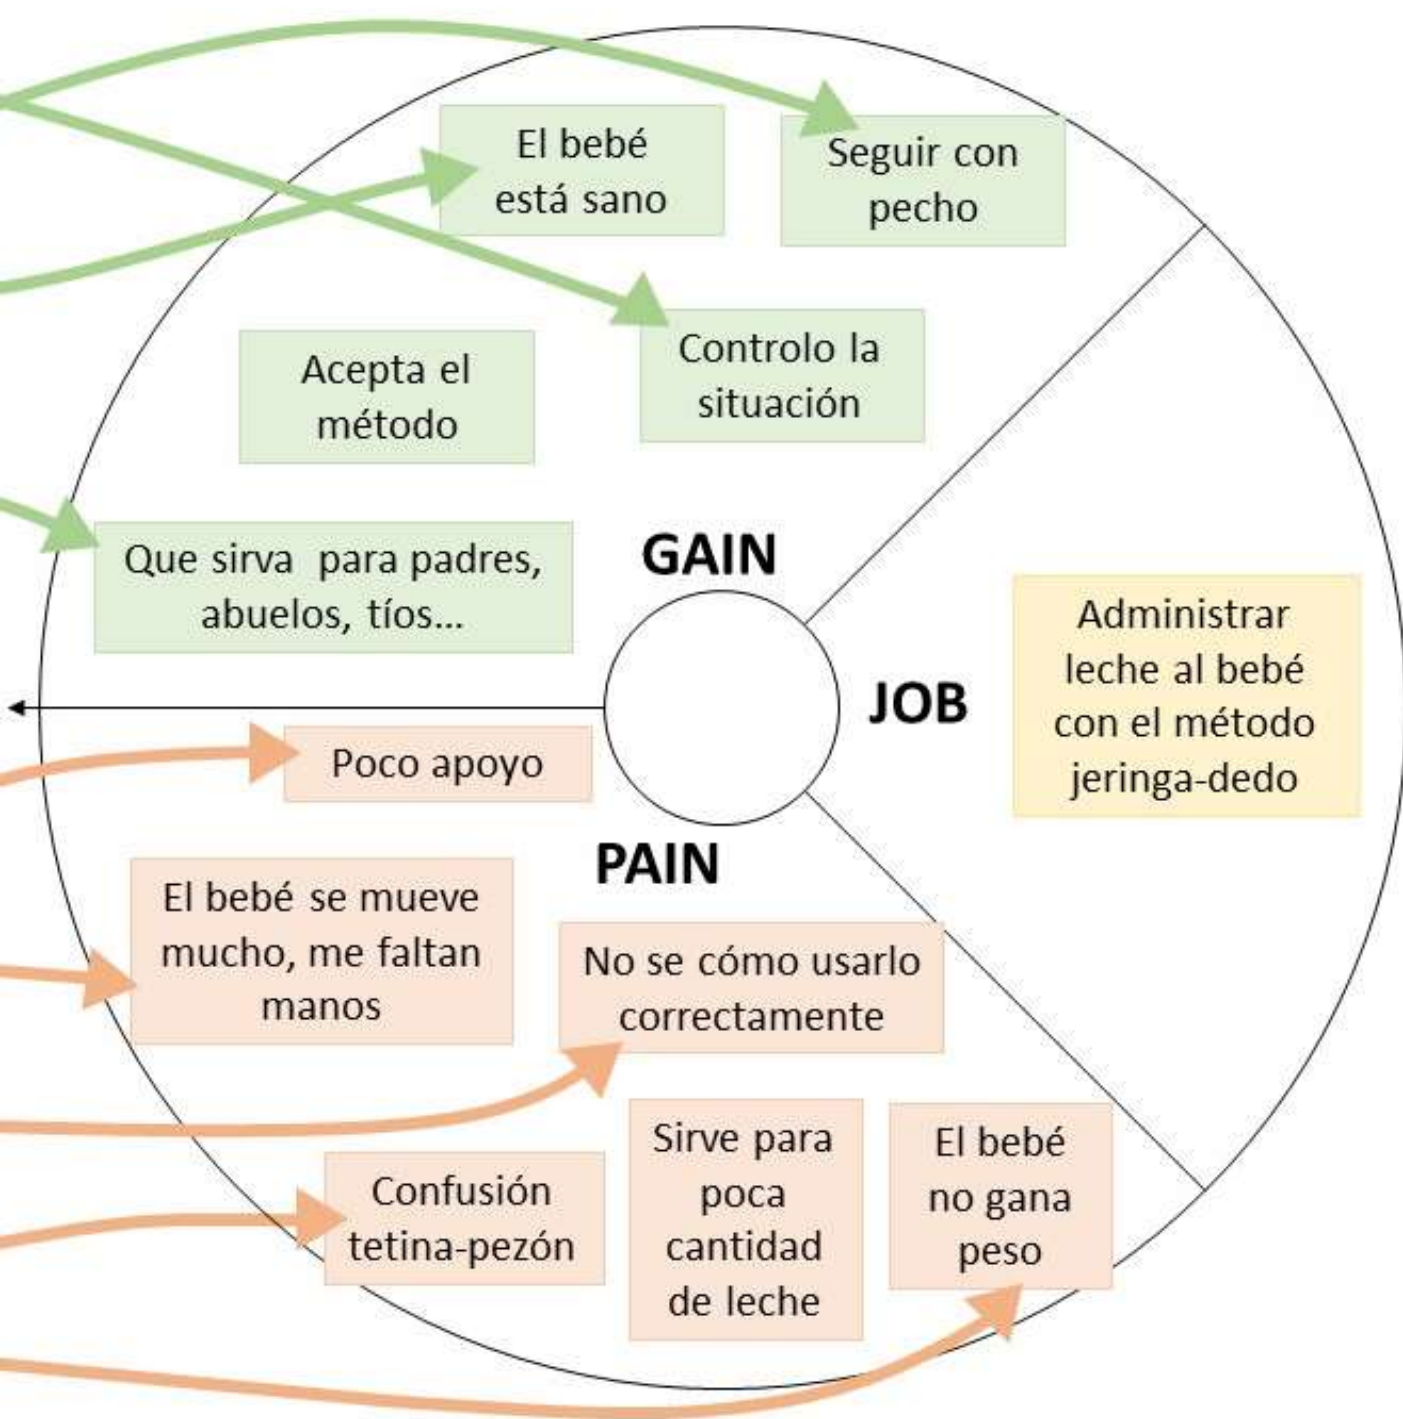 El bebé
está sano
Seguir con
pecho
Acepta el
método
Controlo la
situación
Que sirva  para padres,
abuelos, tíos...
GAIN
JOB
Administrar
leche al bebé
con el método
jeringa-dedo
Poco apoyo
PAIN
El bebé se mueve
mucho, me faltan
manos
No se cómo usarlo
correctamente
Confusión
tetina-pezón
Sirve para
poca
cantidad
de leche
El bebé
no gana
peso